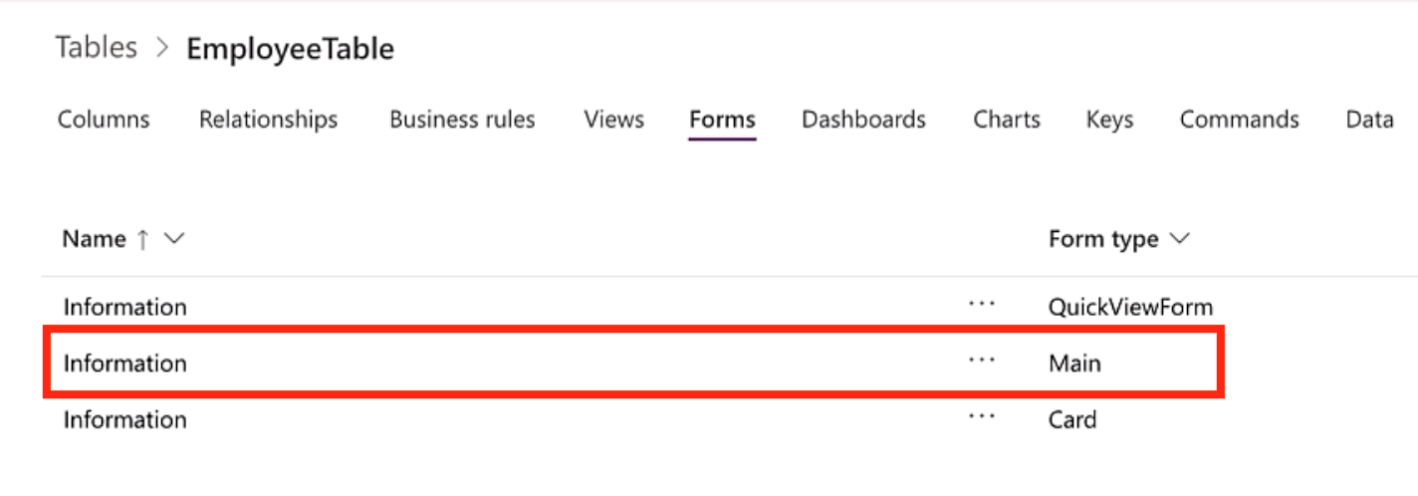 Tables > EmployeeTable
Columns Relationships Business rules Views Forms Dashboards Charts Keys Commands Data
Name ↑ Form type
Information ··· QuickViewForm
Information ··· Main
Information ··· Card